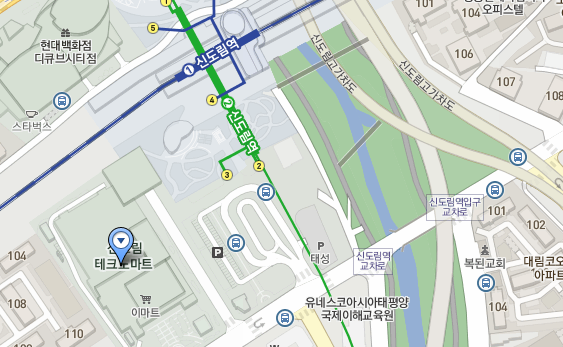 1
5
현대백화점
디큐브시티점
1
신도림역
4
2
신도림역
3
2
스타벅스
신도림고가차도
신도림고가차도
오피스텔
101
104
106
107
105
신도림역입구
교차로
101
102
104
108
110
테크노마트
이마트
P
P
태성
신도림역
교차로
유네스코아시아태평양
국제이해교육원
복된교회
대림코오
아파트
104